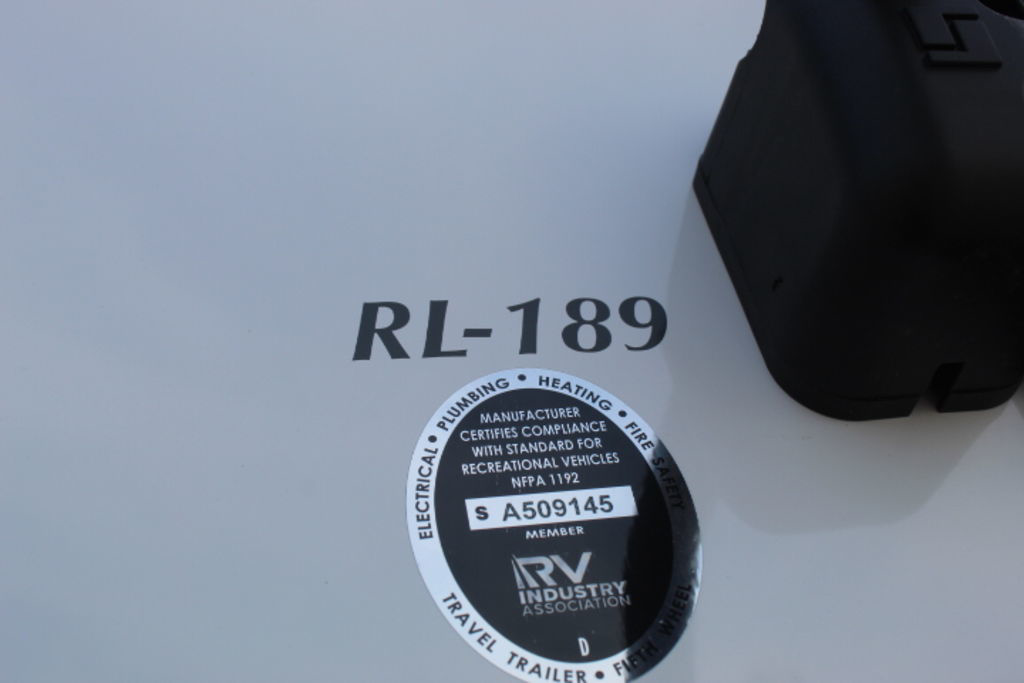 RL-189
ELECTRICAL • PLUMBING • HEATING • FIRE SAFETY
MANUFACTURER
CERTIFIES COMPLIANCE
WITH STANDARD FOR
RECREATIONAL VEHICLES
NFPA 1192
S A509145
MEMBER
RV
INDUSTRY
ASSOCIATION
D
TRAVEL TRAILER • FIFTH WHEEL